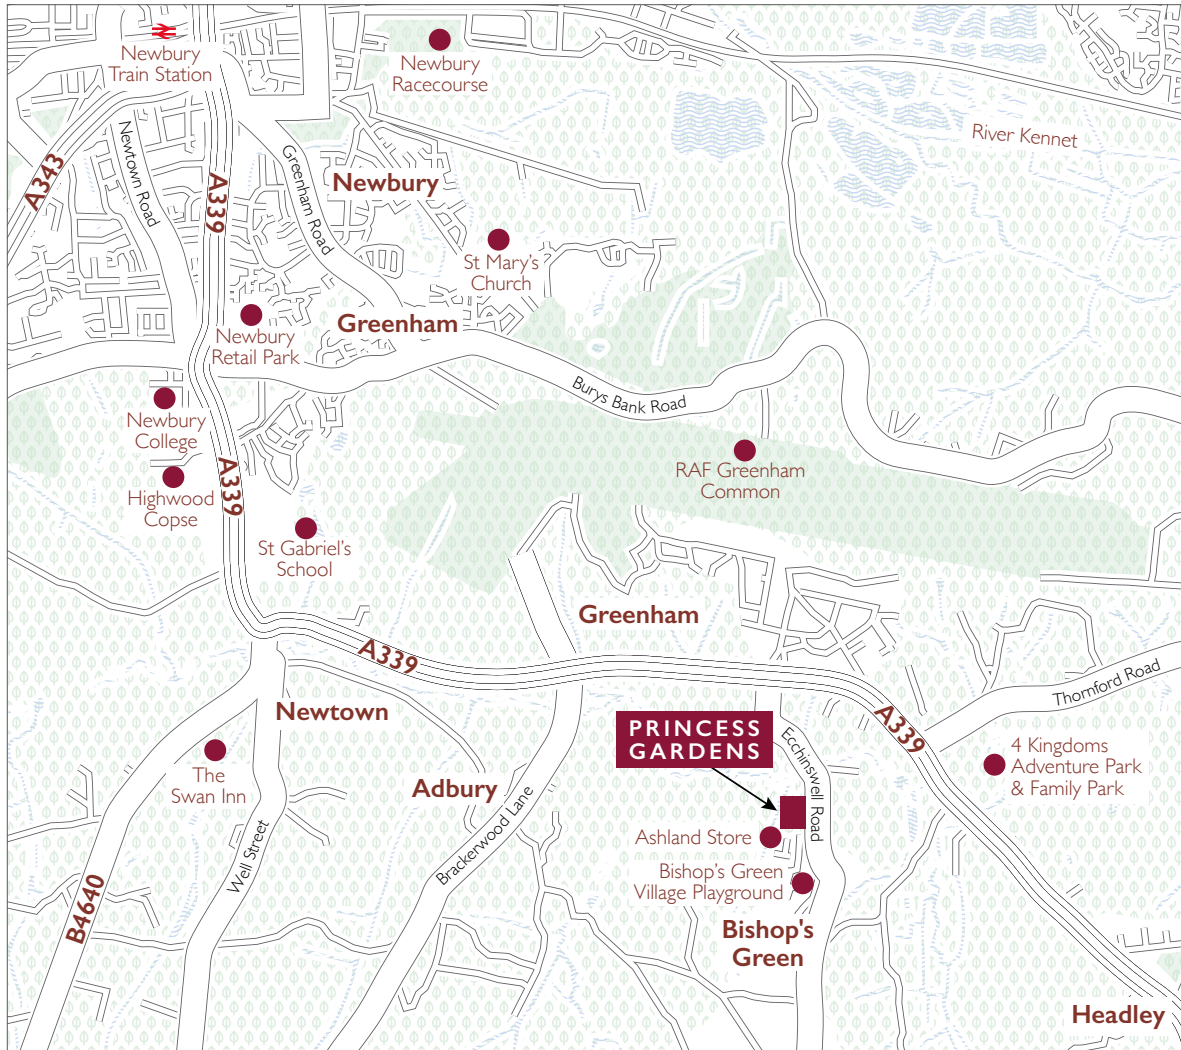 Newbury
Train Station
Newbury
Racecourse
River Kennet
A343
Newtown Road
A339
Greenham Road
Newbury
St Mary's
Church
Newbury
Retail Park
Greenham
Burys Bank Road
Newbury
College
A339
Highwood
Copse
RAF Greenham
Common
St Gabriel's
School
Greenham
A339
Thornford Road
Newtown
PRINCESS
GARDENS
Ecchinswell Road
A339
4 Kingdoms
Adventure Park
& Family Park
The
Swan Inn
Adbury
Brackerwood Lane
Ashland Store
Well Street
Bishop's Green
Village Playground
B4640
Bishop's
Green
Headley